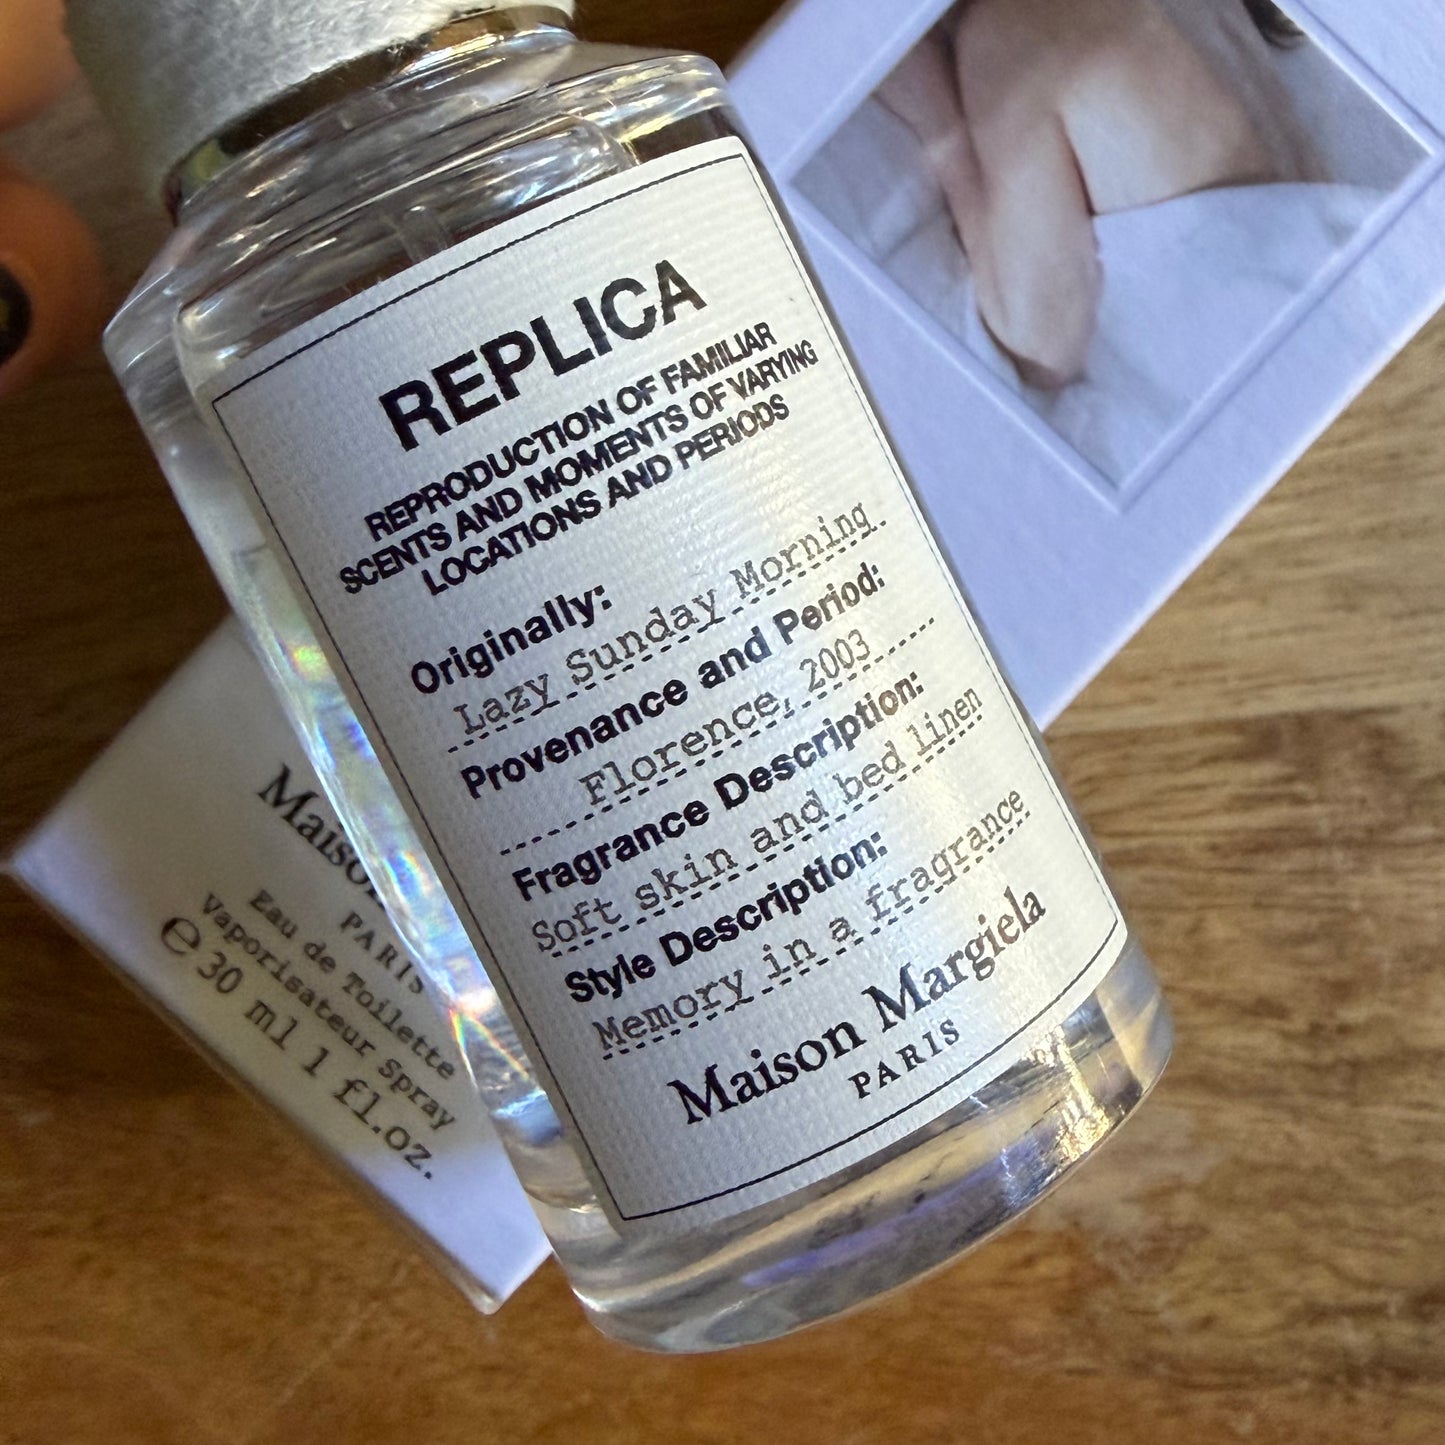 REPLICA
REPRODUCTION OF FAMILIAR
SCENTS AND MOMENTS OF VARYING
LOCATIONS AND PERIODS
Originally:
Lazy Sunday Morning
Provenance and Period:
Florence, 2003
Fragrance Description:
Soft skin and bed linen
Style Description:
Memory in a fragrance
Maison Margiela
PARIS
Maison
PARIS
Eau de Toilette
Vaporisateur spray
℮ 30 ml 1 fl.oz.